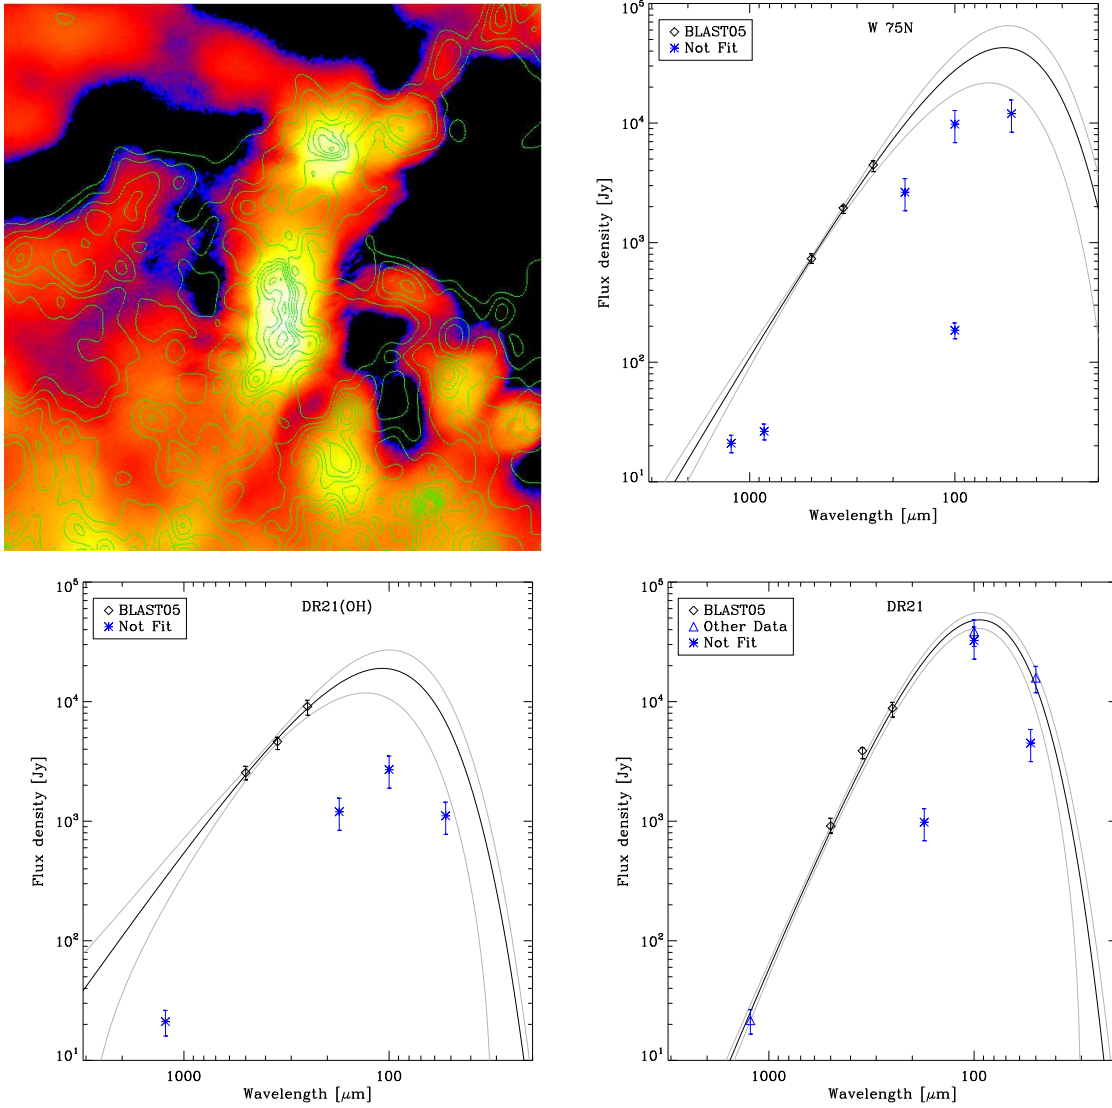 W 75N
BLAST05
Not Fit
10^5
10^4
10^3
10^2
10^1
Flux density [Jy]
1000 100
Wavelength [μm]
DR21(OH)
BLAST05
Not Fit
10^5
10^4
10^3
10^2
10^1
Flux density [Jy]
1000 100
Wavelength [μm]
DR21
BLAST05
Other Data
Not Fit
10^5
10^4
10^3
10^2
10^1
Flux density [Jy]
1000 100
Wavelength [μm]